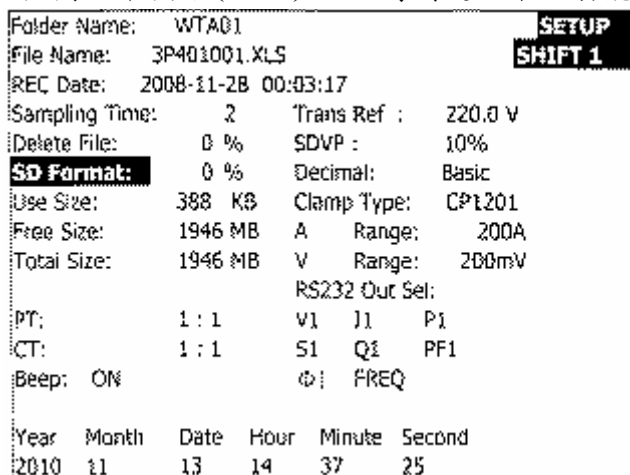 Folder Name: WTA01 SETUP
File Name: 3P401001.XLS SHIFT 1
REC Date: 2008-11-28 00:03:17
Sampling Time: 2 Trans Ref : 220.0 V
Delete File: 0 % SDVP : 10%
SD Format: 0 % Decimal: Basic
Use Size: 388 KB Clamp Type: CP1201
Free Size: 1946 MB A Range: 200A
Total Size: 1946 MB V Range: 200mV
RS232 Out Sel:
PT: 1 : 1 V1 I1 P1
CT: 1 : 1 S1 Q1 PF1
Beep: ON Φ1 FREQ
Year Month Date Hour Minute Second
2010 11 13 14 37 25